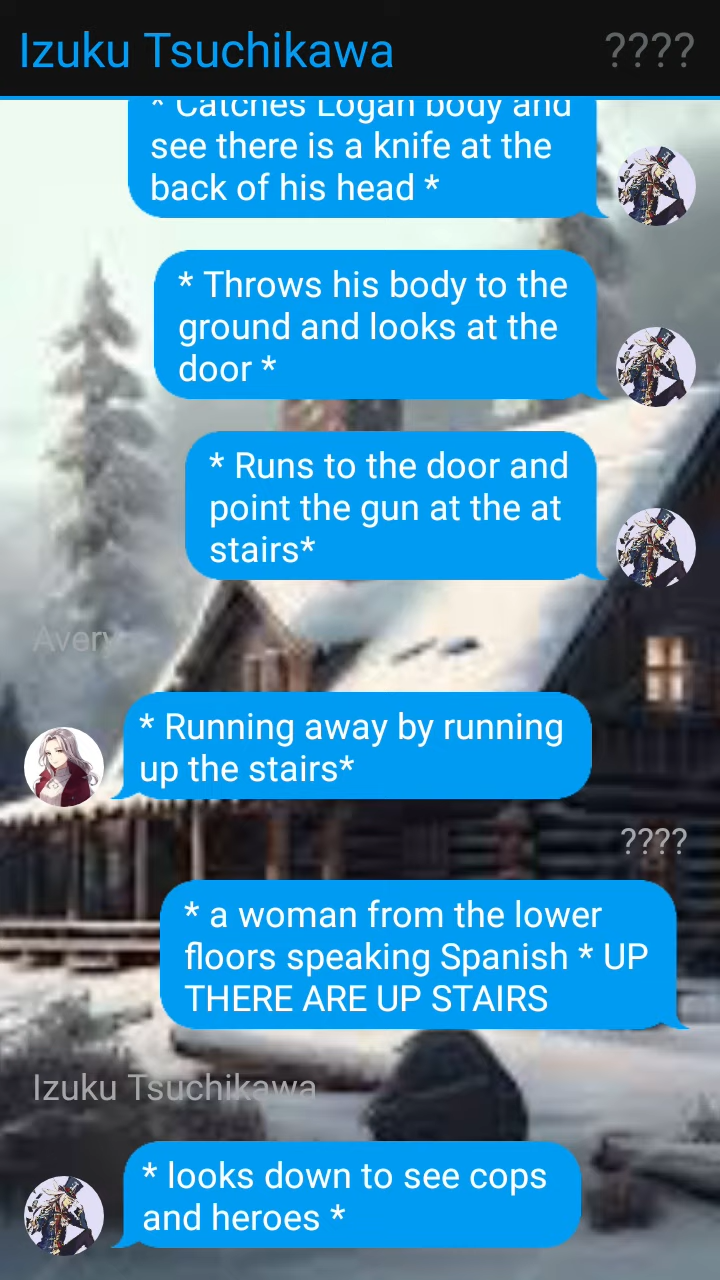 Izuku Tsuchikawa ????
* Catches Logan body and
see there is a knife at the
back of his head *
* Throws his body to the
ground and looks at the
door *
* Runs to the door and
point the gun at the at
stairs*
Avery
* Running away by running
up the stairs*
????
* a woman from the lower
floors speaking Spanish * UP
THERE ARE UP STAIRS
Izuku Tsuchikawa
* looks down to see cops
and heroes *